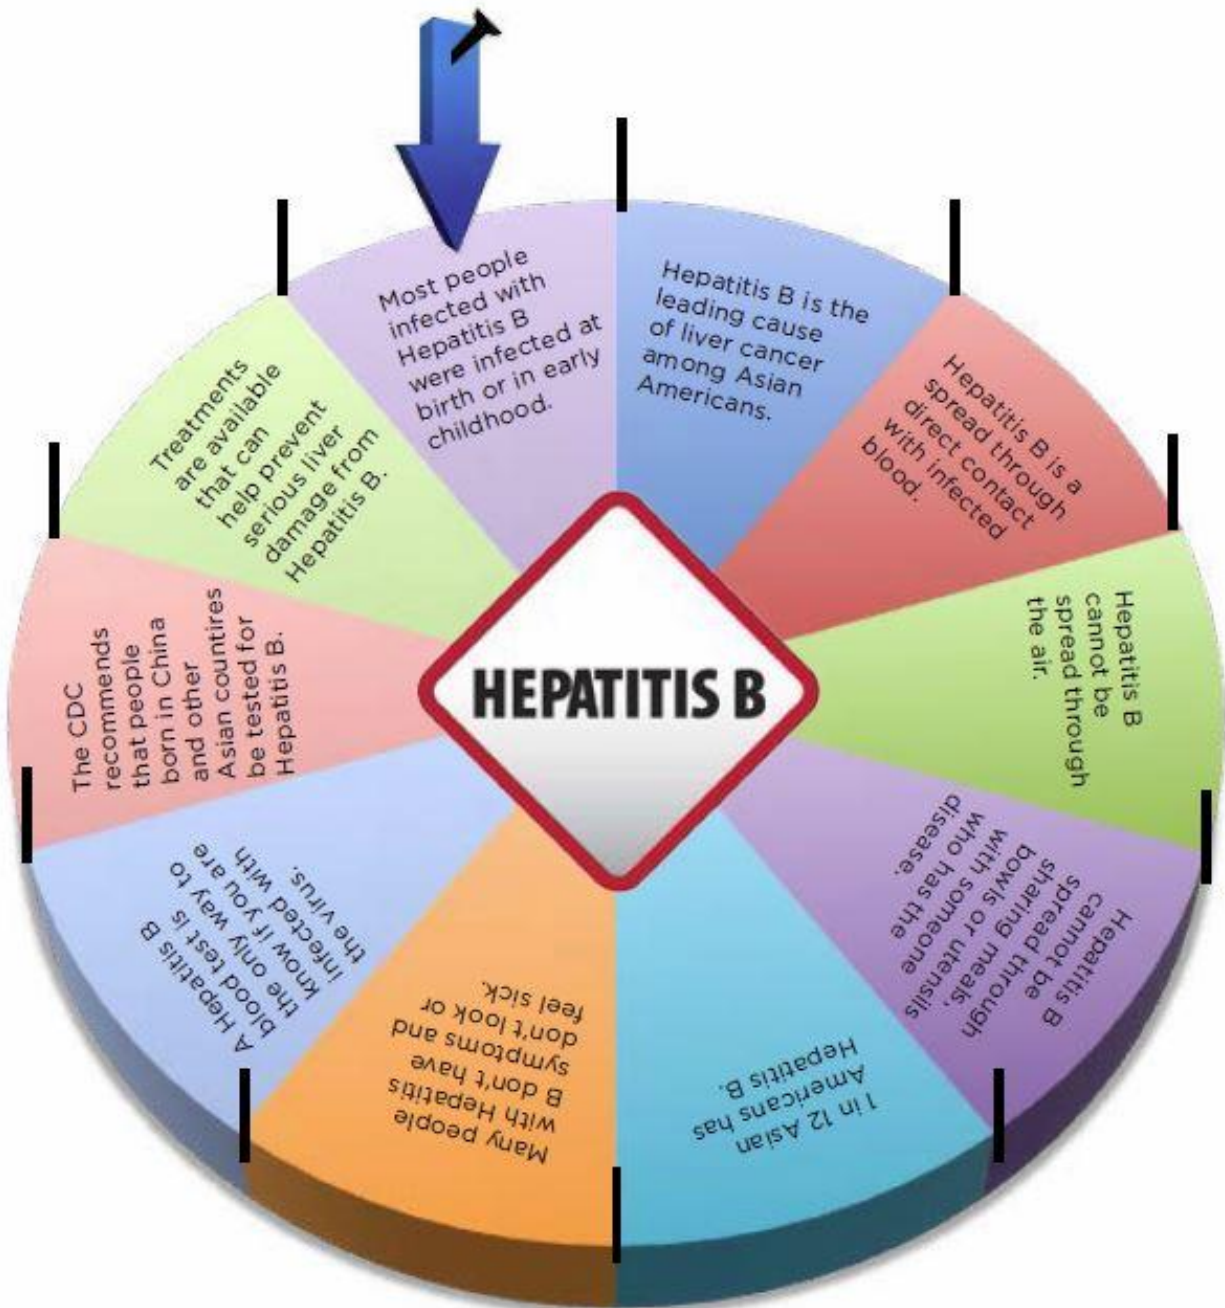 Most people
infected with
Hepatitis B
were infected at
birth or in early
childhood.
Hepatitis B is the
leading cause
of liver cancer
among Asian
Americans.
Hepatitis B is a
spread through
direct contact
with infected
blood.
Hepatitis B
cannot be
spread through
the air.
Hepatitis B
cannot be
spread through
sharing meals,
bowls or utensils
with someone
who has the
disease.
1 in 12 Asian
Americans has
Hepatitis B.
Many people
with Hepatitis
B don't have
symptoms and
don't look or
feel sick.
A Hepatitis B
blood test is
the only way to
know if you are
infected with
the virus.
The CDC
recommends
that people
born in China
and other
Asian countires
be tested for
Hepatitis B.
Treatments
are available
that can
help prevent
serious liver
damage from
Hepatitis B.
HEPATITIS B